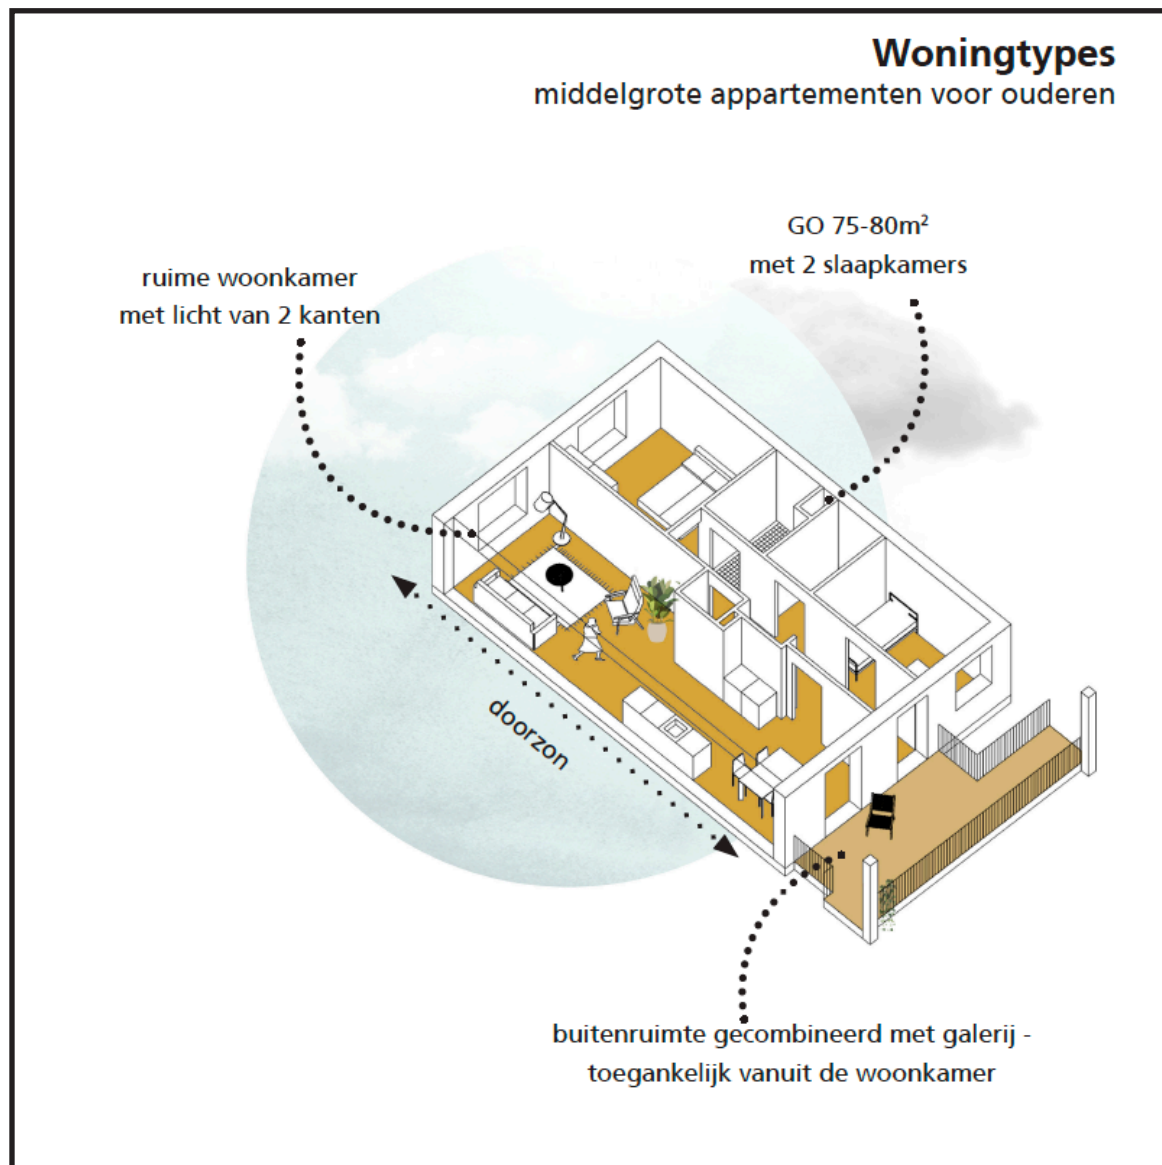 Woningtypes
middelgrote appartementen voor ouderen
GO 75-80m²
met 2 slaapkamers
ruime woonkamer
met licht van 2 kanten
doorzon
buitenruimte gecombineerd met galerij -
toegankelijk vanuit de woonkamer